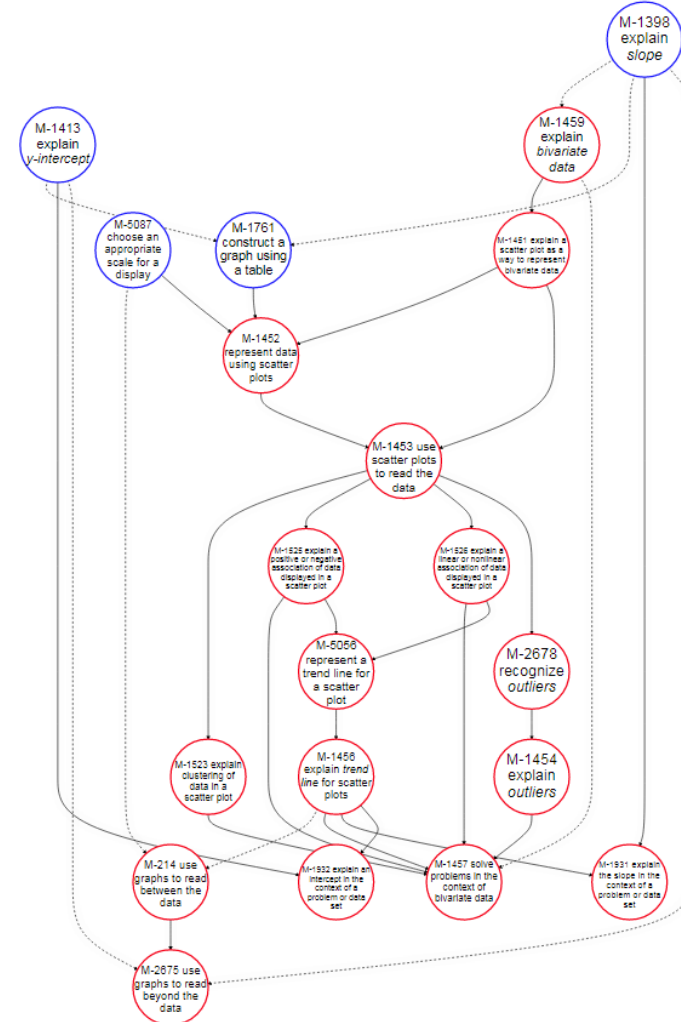 M-1398
explain
slope
M-1413
explain
y-intercept
M-1459
explain
bivariate
data
M-5087
choose an
appropriate
scale for a
display
M-1761
construct a
graph using
a table
M-1451 explain a
scatter plot as a
way to represent
bivariate data
M-1452
represent data
using scatter
plots
M-1453 use
scatter plots
to read the
data
M-1525 explain a
positive or negative
association of data
displayed in a
scatter plot
M-1526 explain a
linear or nonlinear
association of data
displayed in a
scatter plot
M-5056
represent a
trend line for
a scatter
plot
M-2678
recognize
outliers
M-1523 explain
clustering of
data in a
scatter plot
M-1456
explain trend
line for scatter
plots
M-1454
explain
outliers
M-214 use
graphs to read
between the
data
M-1932 explain an
intercept in the
context of a
problem or data
set
M-1457 solve
problems in the
context of
bivariate data
M-1931 explain
the slope in the
context of a
problem or data
set
M-2675 use
graphs to read
beyond the
data